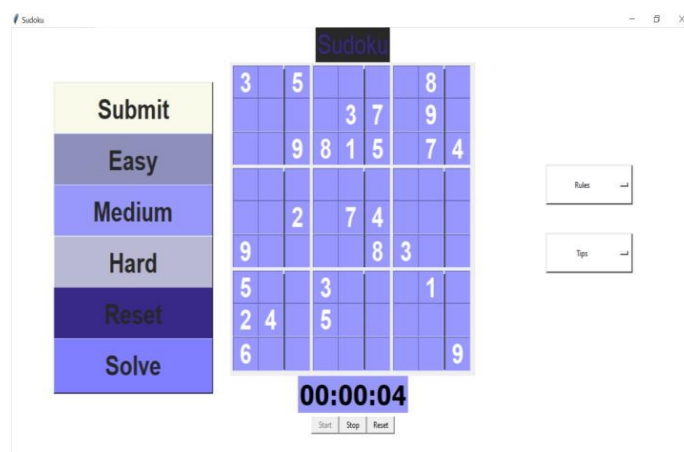 Sudoku
Sudoku
Submit
Easy
Medium
Hard
Reset
Solve
3 5 8
3 7 9
9 8 1 5 7 4
2 7 4
9 8 3
5 3 1
2 4 5
6 9
Rules
Tips
00:00:04
Start Stop Reset